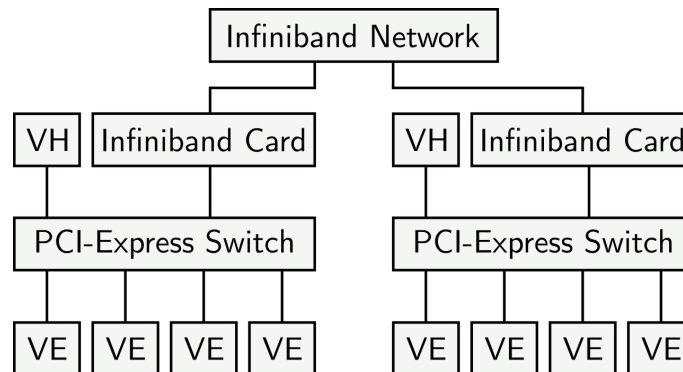 Infiniband Network
VH Infiniband Card VH Infiniband Card
PCI-Express Switch PCI-Express Switch
VE VE VE VE VE VE VE VE